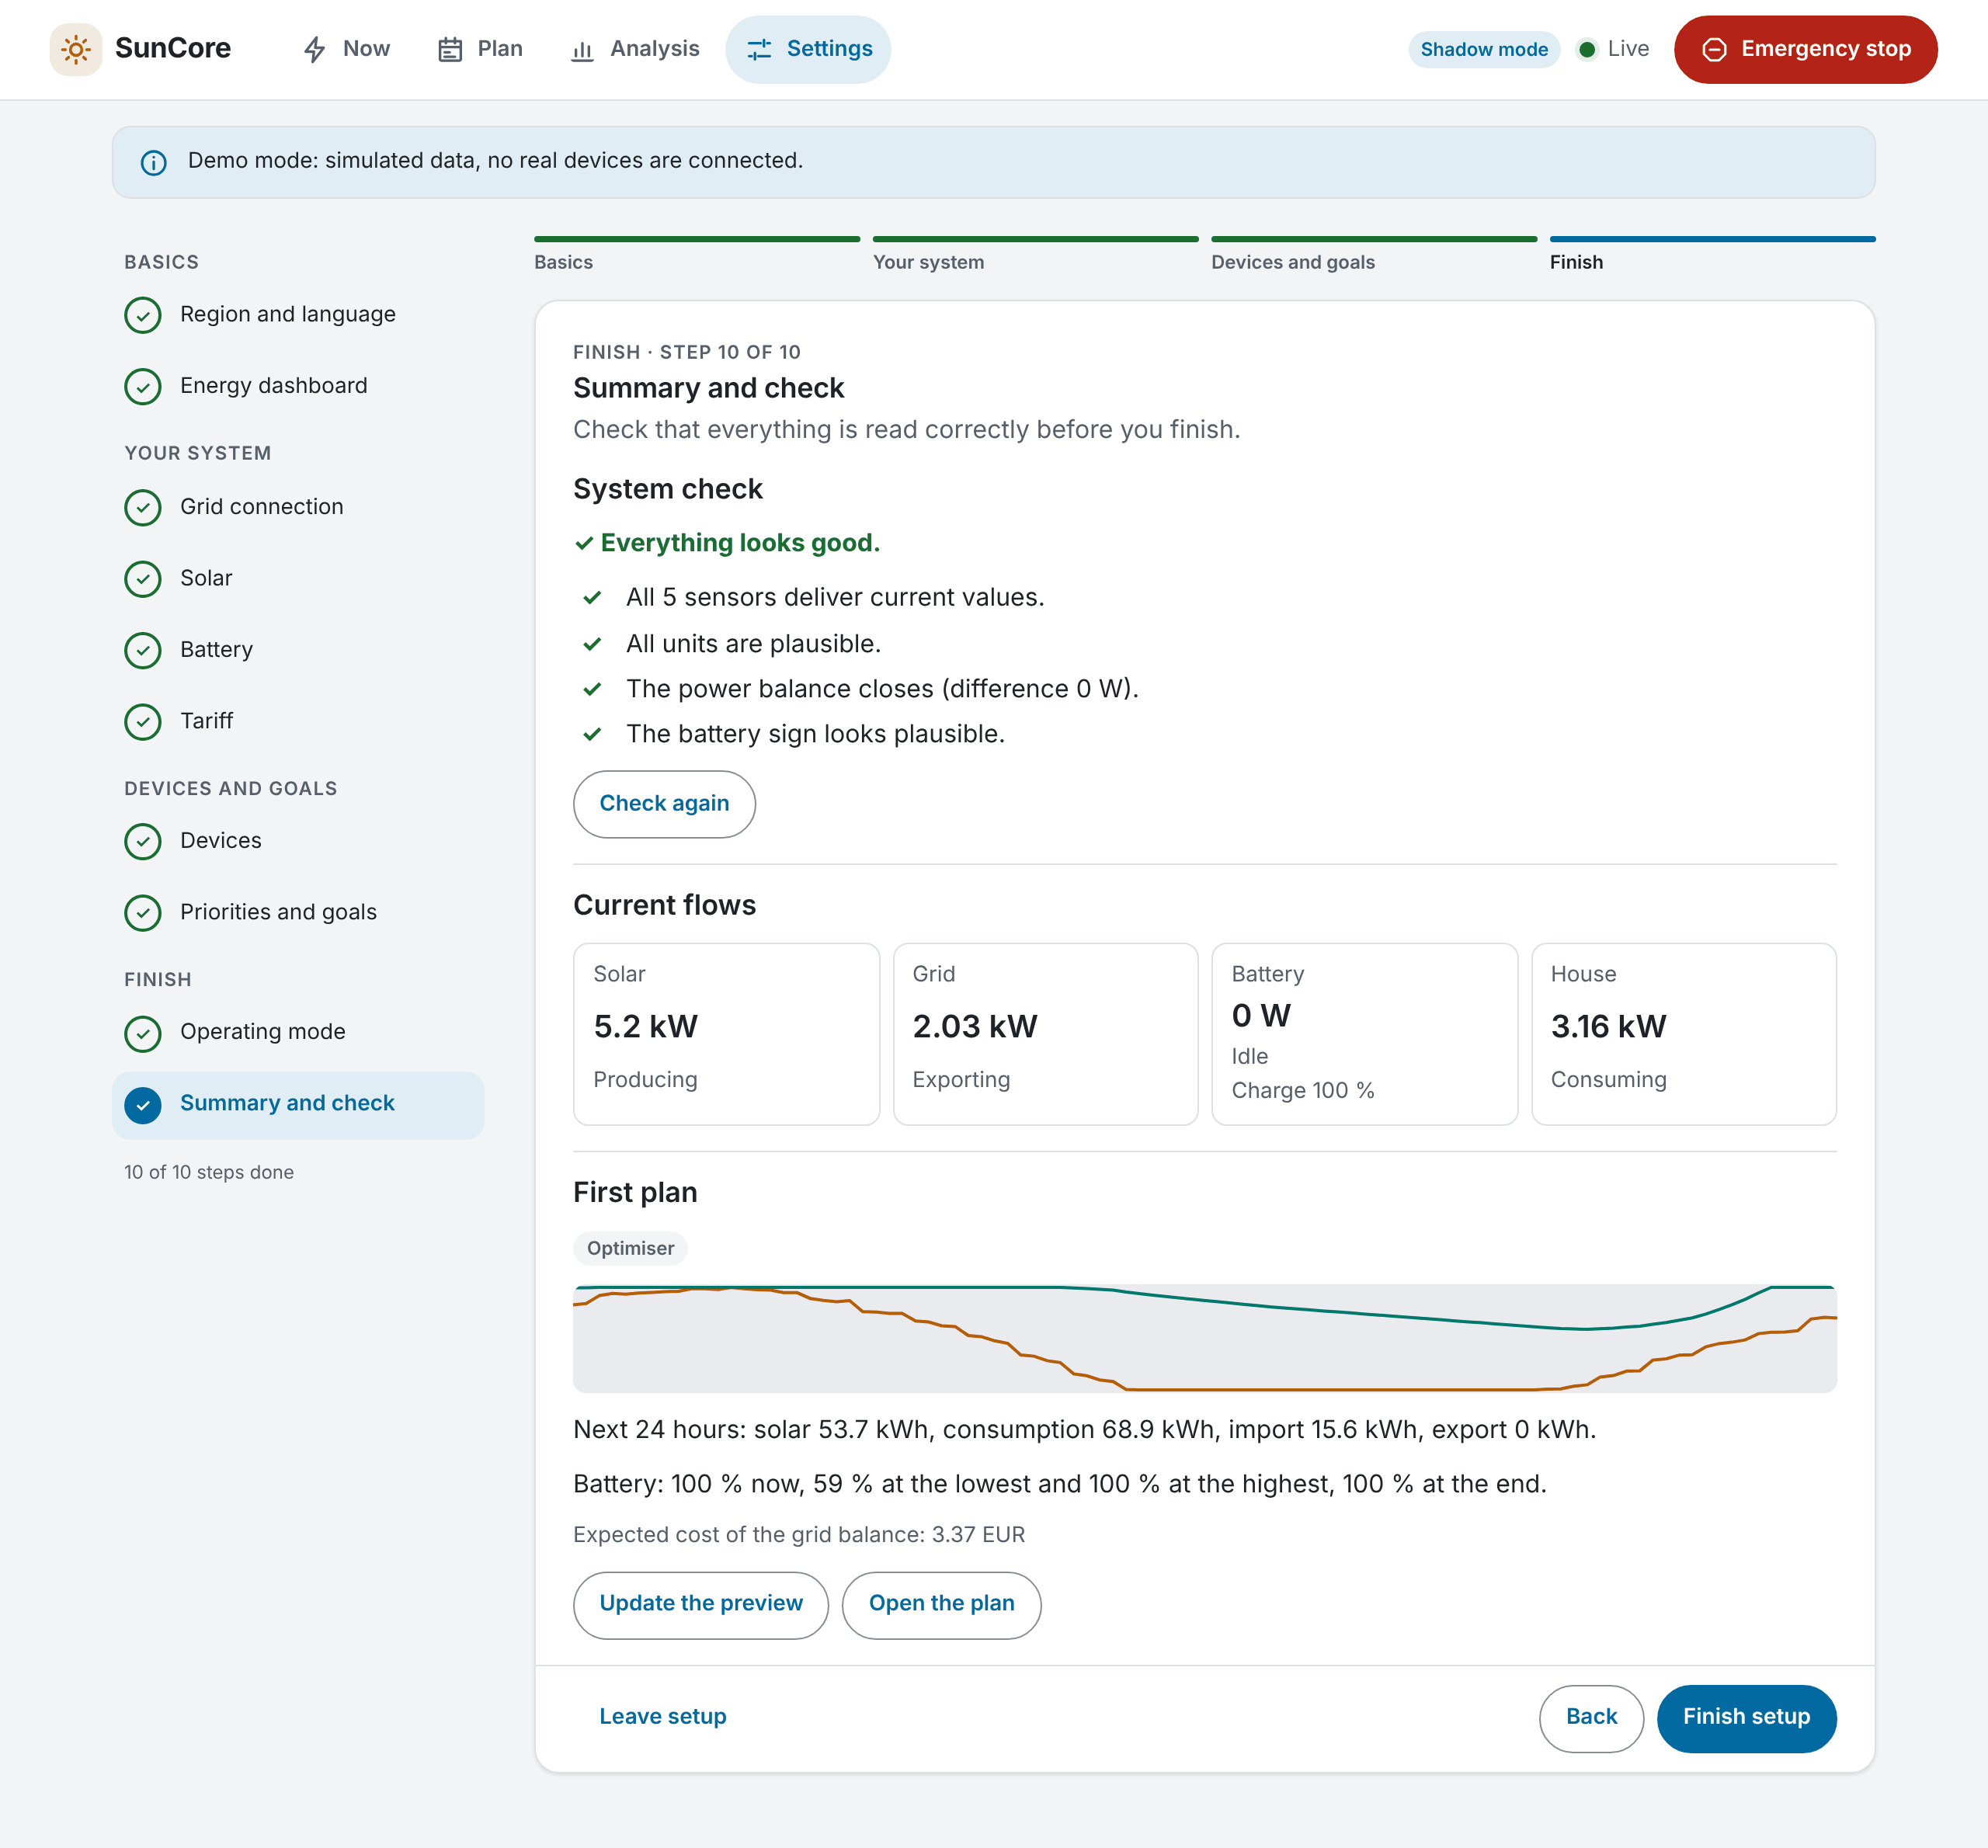 SunCore
Now
Plan
Analysis
Settings
Shadow mode
Live
Emergency stop
Demo mode: simulated data, no real devices are connected.
BASICS
Region and language
Energy dashboard
YOUR SYSTEM
Grid connection
Solar
Battery
Tariff
DEVICES AND GOALS
Devices
Priorities and goals
FINISH
Operating mode
Summary and check
10 of 10 steps done
Basics
Your system
Devices and goals
Finish
FINISH · STEP 10 OF 10
Summary and check
Check that everything is read correctly before you finish.
System check
Everything looks good.
All 5 sensors deliver current values.
All units are plausible.
The power balance closes (difference 0 W).
The battery sign looks plausible.
Check again
Current flows
Solar
5.2 kW
Producing
Grid
2.03 kW
Exporting
Battery
0 W
Idle
Charge 100 %
House
3.16 kW
Consuming
First plan
Optimiser
Next 24 hours: solar 53.7 kWh, consumption 68.9 kWh, import 15.6 kWh, export 0 kWh.
Battery: 100 % now, 59 % at the lowest and 100 % at the highest, 100 % at the end.
Expected cost of the grid balance: 3.37 EUR
Update the preview
Open the plan
Leave setup
Back
Finish setup